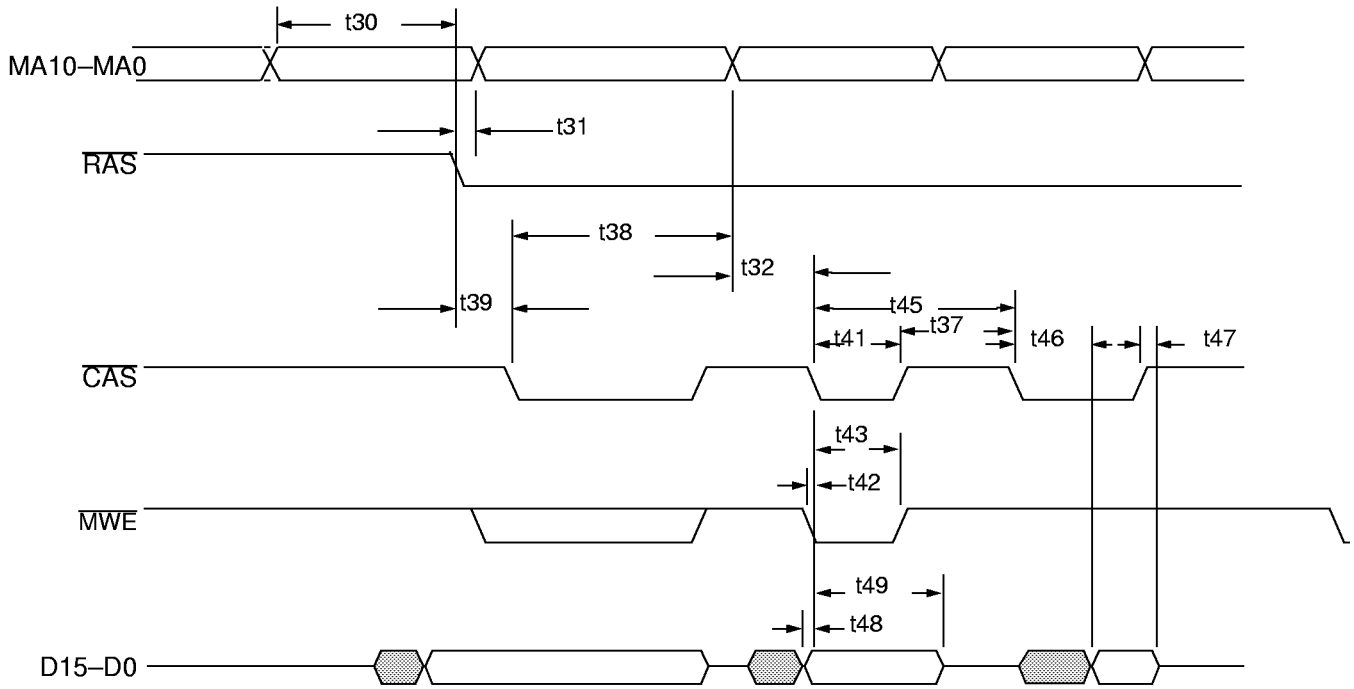 t30
MA10–MA0
t31
RAS
t38
t32
t39
t45
t37
t41
t46
t47
CAS
t43
t42
MWE
t49
t48
D15–D0